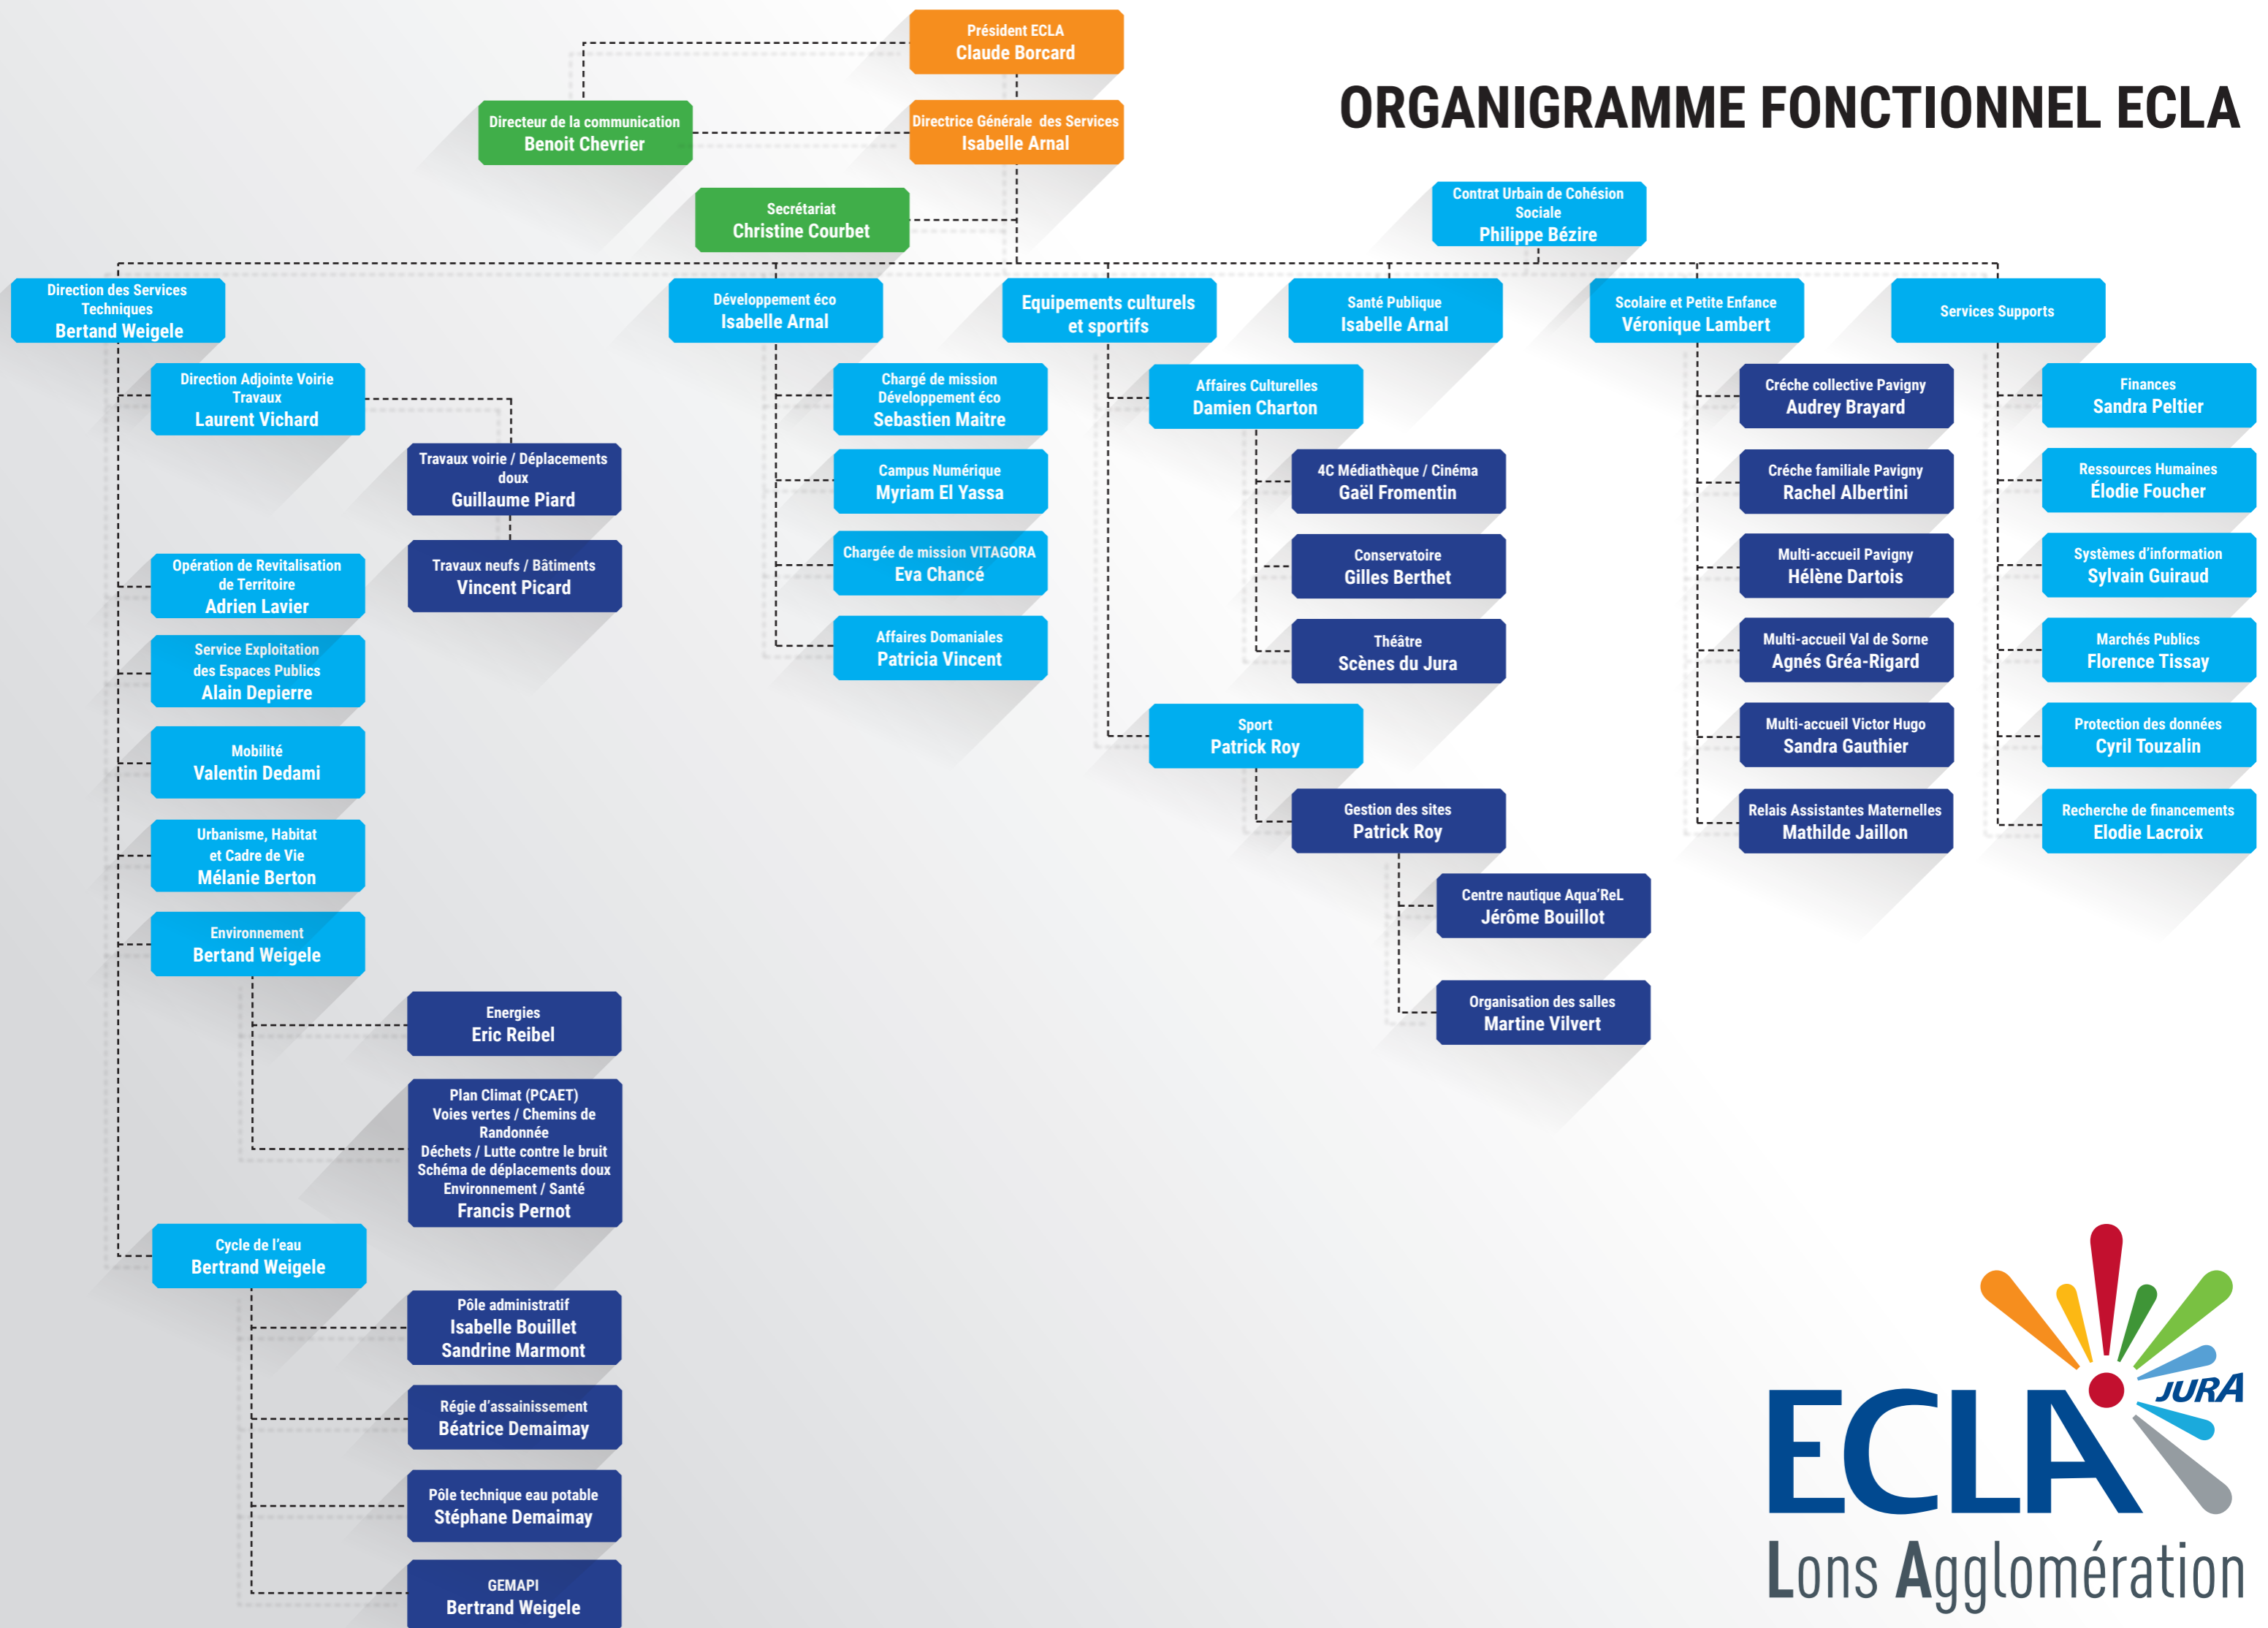 Président ECLA
Claude Borcard
ORGANIGRAMME FONCTIONNEL ECLA
Directeur de la communication
Benoit Chevrier
Directrice Générale des Services
Isabelle Arnal
Secrétariat
Christine Courbet
Contrat Urbain de Cohésion
Sociale
Philippe Bézire
Direction des Services
Techniques
Bertand Weigele
Direction Adjointe Voirie
Travaux
Laurent Vichard
Travaux voirie / Déplacements
doux
Guillaume Piard
Travaux neufs / Bâtiments
Vincent Picard
Opération de Revitalisation
de Territoire
Adrien Lavier
Service Exploitation
des Espaces Publics
Alain Depierre
Mobilité
Valentin Dedami
Urbanisme, Habitat
et Cadre de Vie
Mélanie Berton
Environnement
Bertand Weigele
Energies
Eric Reibel
Plan Climat (PCAET)
Voies vertes / Chemins de
Randonnée
Déchets / Lutte contre le bruit
Schéma de déplacements doux
Environnement / Santé
Francis Pernot
Cycle de l'eau
Bertrand Weigele
Pôle administratif
Isabelle Bouillet
Sandrine Marmont
Régie d'assainissement
Béatrice Demaimay
Pôle technique eau potable
Stéphane Demaimay
GEMAPI
Bertrand Weigele
Développement éco
Isabelle Arnal
Chargé de mission
Développement éco
Sebastien Maitre
Campus Numérique
Myriam El Yassa
Chargée de mission VITAGORA
Eva Chancé
Affaires Domaniales
Patricia Vincent
Equipements culturels
et sportifs
Affaires Culturelles
Damien Charton
4C Médiathèque / Cinéma
Gaël Fromentin
Conservatoire
Gilles Berthet
Théâtre
Scènes du Jura
Sport
Patrick Roy
Gestion des sites
Patrick Roy
Centre nautique Aqua'ReL
Jérôme Bouillot
Organisation des salles
Martine Vilvert
Santé Publique
Isabelle Arnal
Scolaire et Petite Enfance
Véronique Lambert
Créche collective Pavigny
Audrey Brayard
Créche familiale Pavigny
Rachel Albertini
Multi-accueil Pavigny
Hélène Dartois
Multi-accueil Val de Sorne
Agnés Gréa-Rigard
Multi-accueil Victor Hugo
Sandra Gauthier
Relais Assistantes Maternelles
Mathilde Jaillon
Services Supports
Finances
Sandra Peltier
Ressources Humaines
Élodie Foucher
Systèmes d'information
Sylvain Guiraud
Marchés Publics
Florence Tissay
Protection des données
Cyril Touzalin
Recherche de financements
Elodie Lacroix
JURA
ECLA
Lons Agglomération